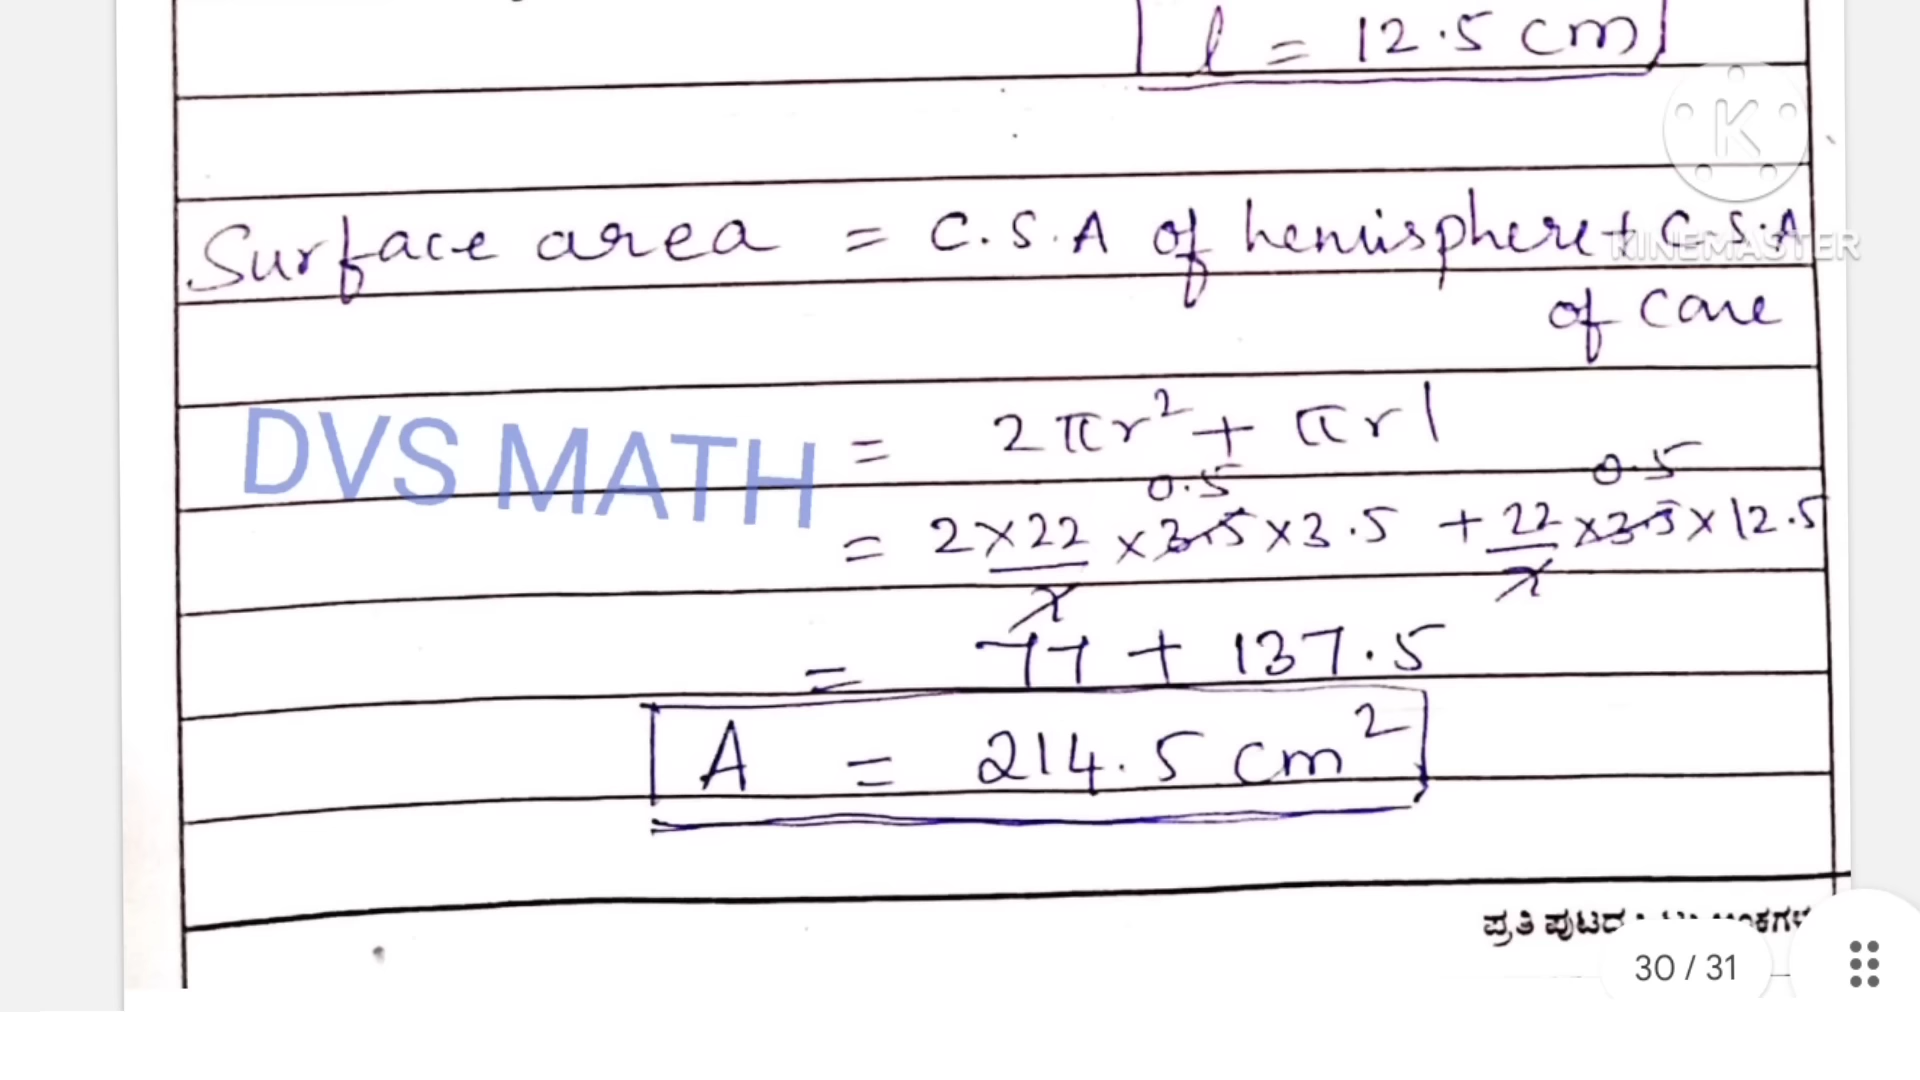 l = 12.5 cm
Surface area = C.S.A of hemisphere + C.S.A
of cone
= 2πr² + πrl
0.5 0.5
= 2 × 22 × 3.5 × 3.5 + 22 × 3.5 × 12.5
7 7
= 77 + 137.5
A = 214.5 cm²
DVS MATH
K
KINEMASTER
ಪ್ರತಿ ಪುಟದ
30 / 31